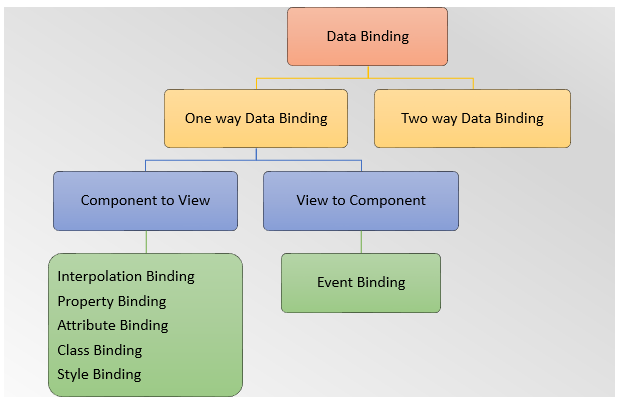 Data Binding
One way Data Binding
Two way Data Binding
Component to View
View to Component
Interpolation Binding
Property Binding
Attribute Binding
Class Binding
Style Binding
Event Binding